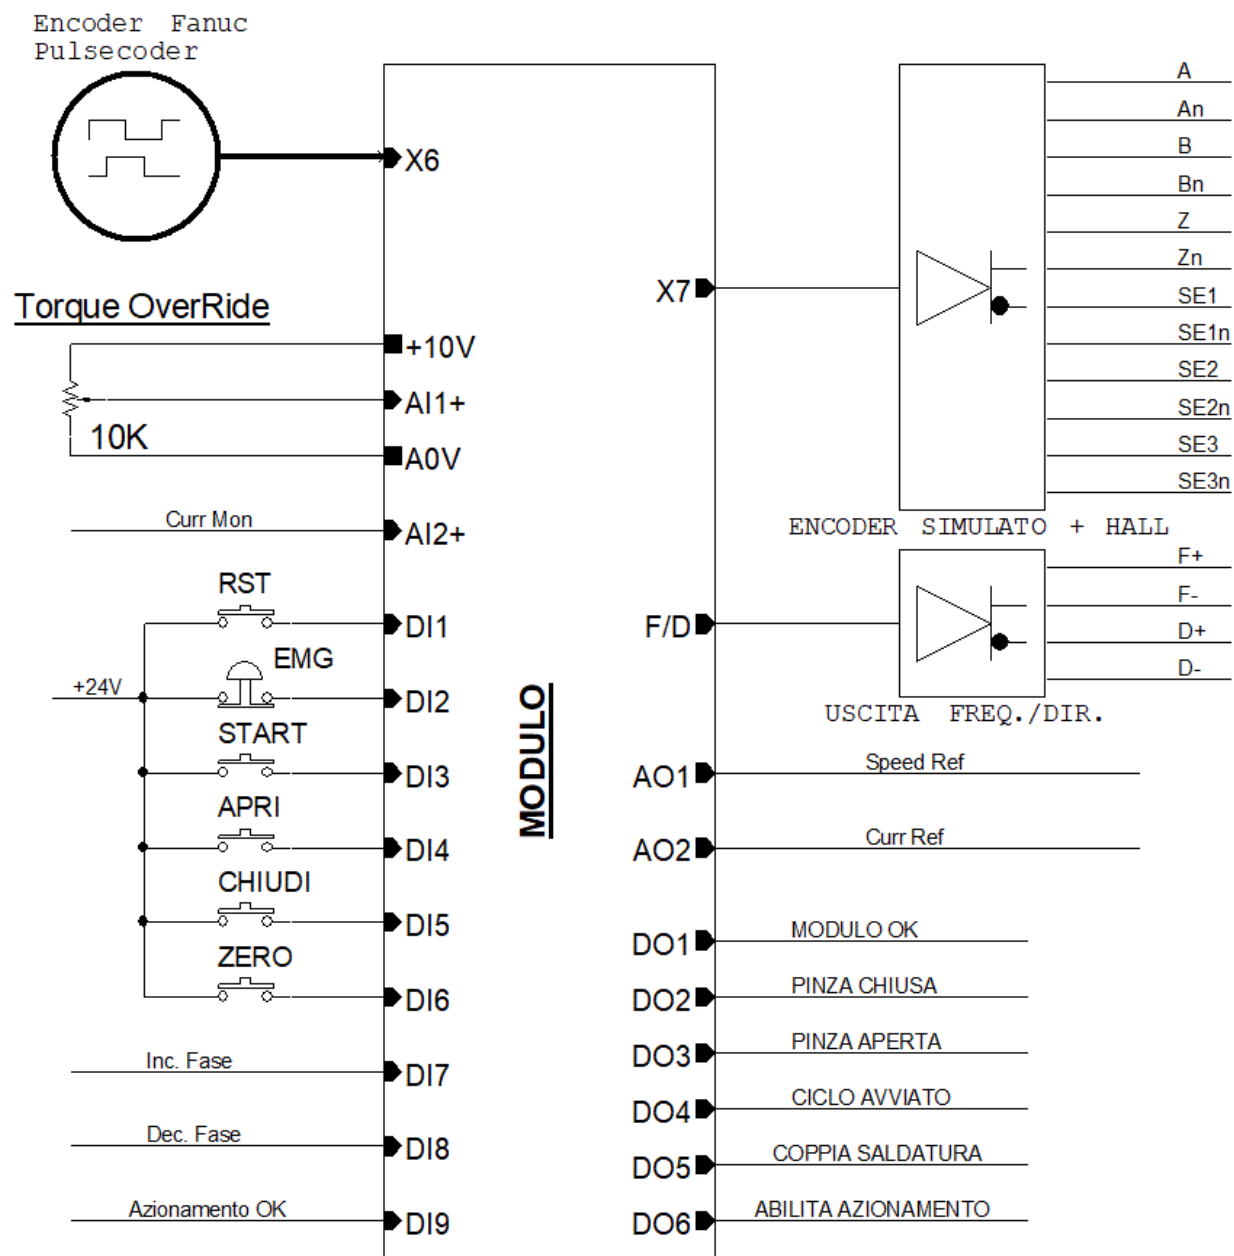 Encoder Fanuc
Pulsecoder
X6
Torque OverRide
+10V
AI1+
10K
A0V
Curr Mon
AI2+
RST
DI1
EMG
+24V
DI2
START
DI3
APRI
DI4
CHIUDI
DI5
ZERO
DI6
Inc. Fase
DI7
Dec. Fase
DI8
Azionamento OK
DI9
MODULO
X7
A
An
B
Bn
Z
Zn
SE1
SE1n
SE2
SE2n
SE3
SE3n
ENCODER SIMULATO + HALL
F/D
F+
F-
D+
D-
USCITA FREQ./DIR.
AO1
Speed Ref
AO2
Curr Ref
DO1
MODULO OK
DO2
PINZA CHIUSA
DO3
PINZA APERTA
DO4
CICLO AVVIATO
DO5
COPPIA SALDATURA
DO6
ABILITA AZIONAMENTO